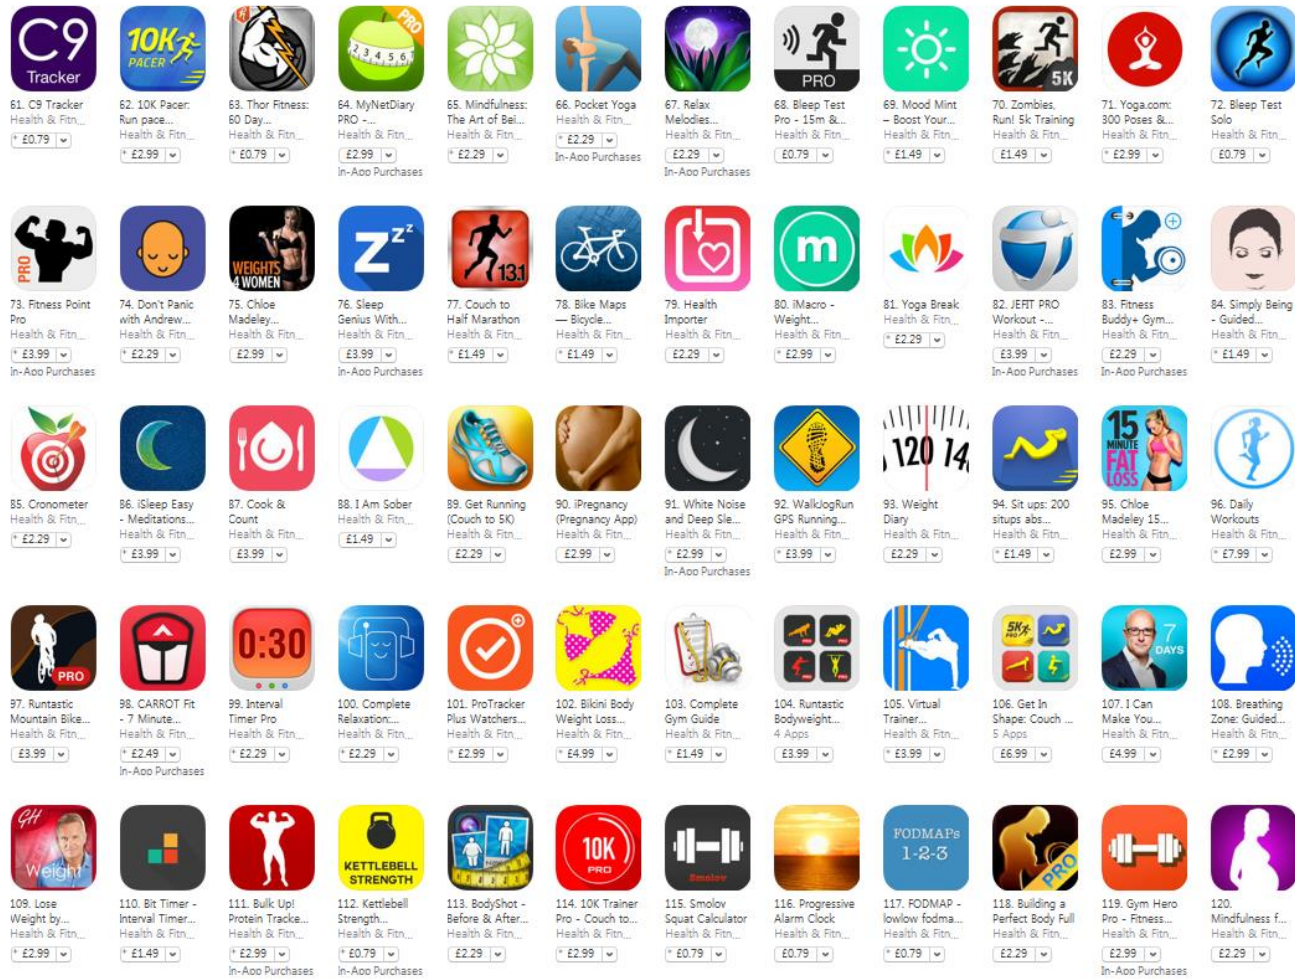 C9
Tracker
10K
PACER
PRO
2 3 4 5 6
PRO
5K
61. C9 Tracker
Health & Fitn...
* £0.79
62. 10K Pacer:
Run pace...
Health & Fitn...
* £2.99
63. Thor Fitness:
60 Day...
Health & Fitn...
* £0.79
64. MyNetDiary
PRO - ...
Health & Fitn...
£2.99
In-App Purchases
65. Mindfulness:
The Art of Bei...
Health & Fitn...
* £2.29
66. Pocket Yoga
Health & Fitn...
* £2.29
In-App Purchases
67. Relax
Melodies...
Health & Fitn...
£2.29
In-App Purchases
68. Bleep Test
Pro - 15m &...
Health & Fitn...
£0.79
69. Mood Mint
– Boost Your...
Health & Fitn...
* £1.49
70. Zombies,
Run! 5k Training
Health & Fitn...
£1.49
71. Yoga.com:
300 Poses &...
Health & Fitn...
* £2.99
72. Bleep Test
Solo
Health & Fitn...
£0.79
PRO
WEIGHTS
4 WOMEN
Zzz
13.1
m
73. Fitness Point
Pro
Health & Fitn...
* £3.99
In-App Purchases
74. Don't Panic
with Andrew...
Health & Fitn...
* £2.29
75. Chloe
Madeley...
Health & Fitn...
£2.99
76. Sleep
Genius With...
Health & Fitn...
£3.99
In-App Purchases
77. Couch to
Half Marathon
Health & Fitn...
* £1.49
78. Bike Maps
— Bicycle...
Health & Fitn...
* £1.49
79. Health
Importer
Health & Fitn...
£2.29
80. iMacro -
Weight...
Health & Fitn...
* £2.99
81. Yoga Break
Health & Fitn...
* £2.29
82. JEFIT PRO
Workout - ...
Health & Fitn...
£3.99
In-App Purchases
83. Fitness
Buddy+ Gym...
Health & Fitn...
£2.29
In-App Purchases
84. Simply Being
- Guided...
Health & Fitn...
* £1.49
120 14
15
MINUTE
FAT
LOSS
85. Cronometer
Health & Fitn...
* £2.29
86. iSleep Easy
- Meditations...
Health & Fitn...
* £3.99
87. Cook &
Count
Health & Fitn...
£3.99
88. I Am Sober
Health & Fitn...
£1.49
89. Get Running
(Couch to 5K)
Health & Fitn...
£2.29
90. iPregnancy
(Pregnancy App)
Health & Fitn...
£2.99
91. White Noise
and Deep Sle...
Health & Fitn...
* £2.99
In-App Purchases
92. WalkJogRun
GPS Running...
Health & Fitn...
* £3.99
93. Weight
Diary
Health & Fitn...
£2.29
94. Sit ups: 200
situps abs...
Health & Fitn...
* £1.49
95. Chloe
Madeley 15...
Health & Fitn...
£2.99
96. Daily
Workouts
Health & Fitn...
* £7.99
PRO
0:30
5K
PRO
7
DAYS
97. Runtastic
Mountain Bike...
Health & Fitn...
£3.99
98. CARROT Fit
- 7 Minute...
Health & Fitn...
* £2.49
In-App Purchases
99. Interval
Timer Pro
Health & Fitn...
* £2.29
100. Complete
Relaxation:...
Health & Fitn...
* £2.29
101. ProTracker
Plus Watchers...
Health & Fitn...
* £2.99
102. Bikini Body
Weight Loss...
Health & Fitn...
* £4.99
103. Complete
Gym Guide
Health & Fitn...
* £1.49
104. Runtastic
Bodyweight...
4 Apps
£3.99
105. Virtual
Trainer...
Health & Fitn...
* £3.99
106. Get In
Shape: Couch ...
5 Apps
£6.99
107. I Can
Make You...
Health & Fitn...
£4.99
108. Breathing
Zone: Guided...
Health & Fitn...
* £2.99
GH
Weight
KETTLEBELL
STRENGTH
10K
PRO
Smolov
FODMAPs
1-2-3
PRO
109. Lose
Weight by...
Health & Fitn...
* £2.99
110. Bit Timer -
Interval Timer...
Health & Fitn...
* £1.49
111. Bulk Up!
Protein Tracke...
Health & Fitn...
* £2.99
In-App Purchases
112. Kettlebell
Strength...
Health & Fitn...
* £0.79
In-App Purchases
113. BodyShot -
Before & After...
Health & Fitn...
£2.29
114. 10K Trainer
Pro - Couch to...
Health & Fitn...
* £2.99
115. Smolov
Squat Calculator
Health & Fitn...
* £0.79
116. Progressive
Alarm Clock
Health & Fitn...
£0.79
117. FODMAP -
lowlow fodma...
Health & Fitn...
* £0.79
118. Building a
Perfect Body Full
Health & Fitn...
£2.29
119. Gym Hero
Pro - Fitness...
Health & Fitn...
£2.99
In-App Purchases
120.
Mindfulness f...
Health & Fitn...
£2.29